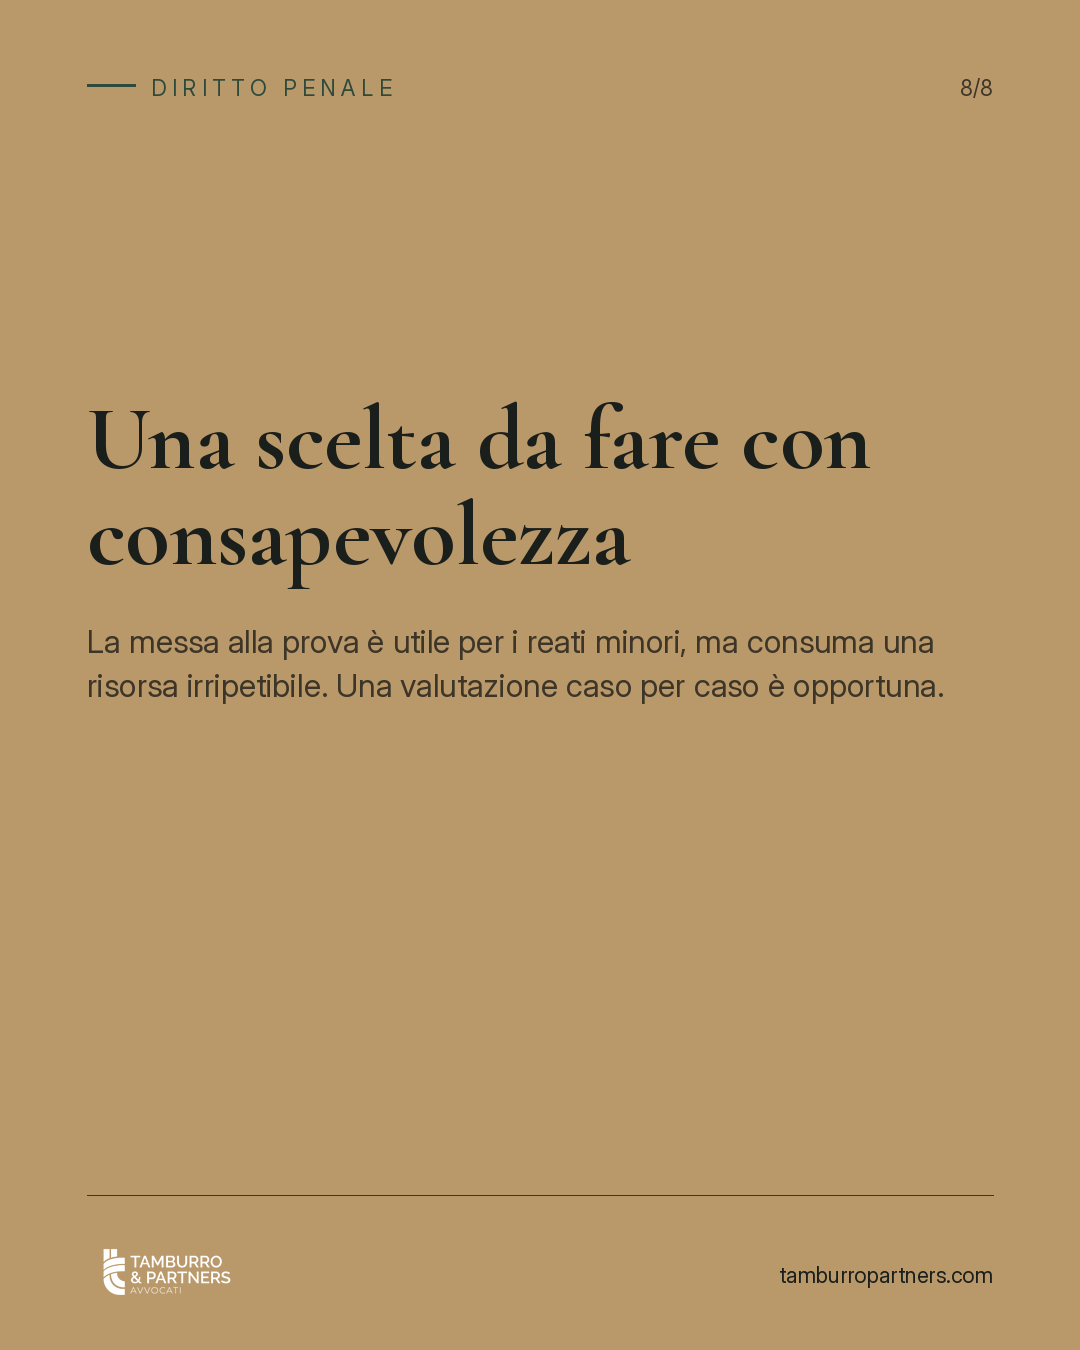 DIRITTO PENALE
8/8
Una scelta da fare con
consapevolezza
La messa alla prova è utile per i reati minori, ma consuma una
risorsa irripetibile. Una valutazione caso per caso è opportuna.
TAMBURRO
& PARTNERS
AVVOCATI
tamburropartners.com